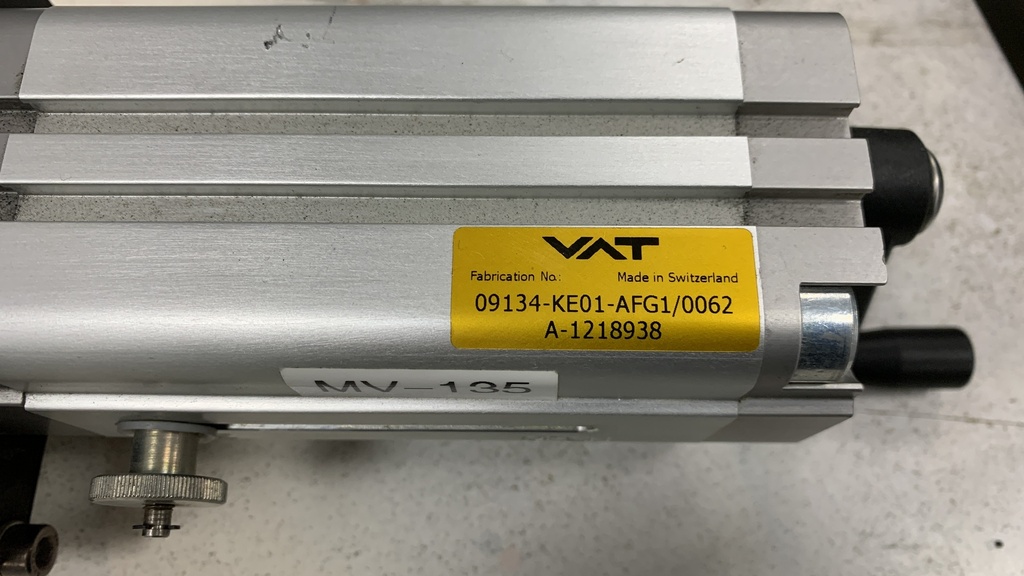 VAT
Fabrication No.: Made in Switzerland
09134-KE01-AFG1/0062
A-1218938
MV-135